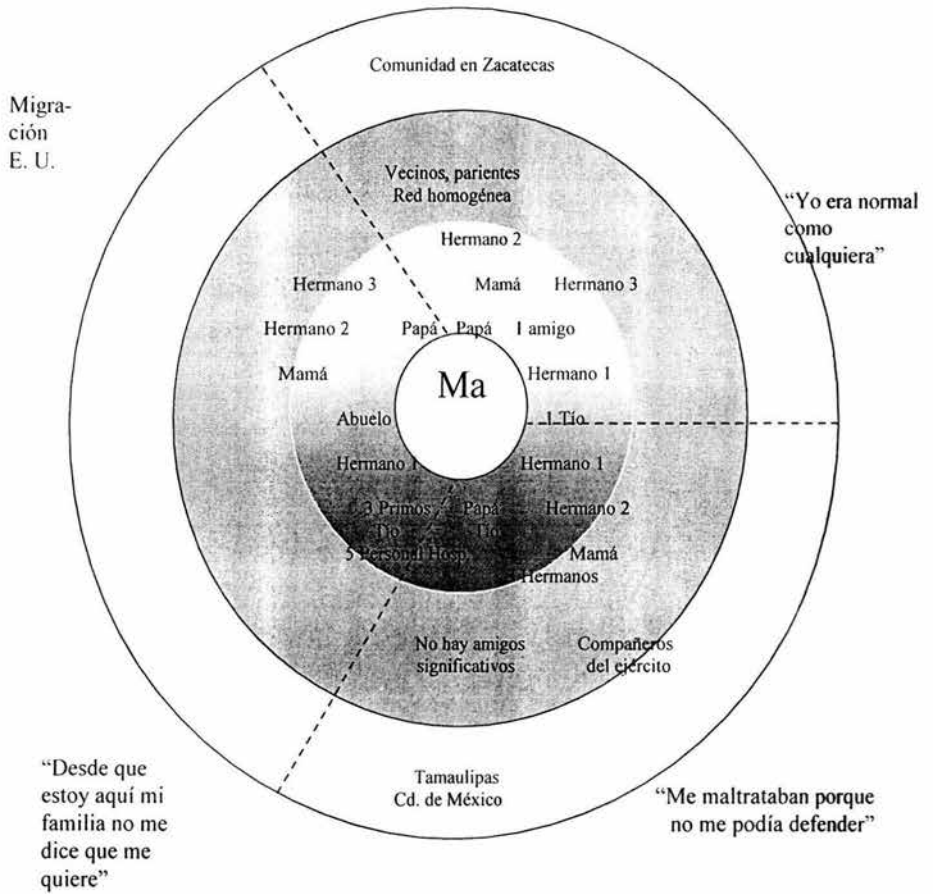 Comunidad en Zacatecas
Migra-
ción
E. U.
Vecinos, parientes
Red homogénea
“Yo era normal
como
cualquiera”
Hermano 2
Hermano 3
Mamá
Hermano 3
Hermano 2
Papá
Papá
1 amigo
Mamá
Hermano 1
Ma
Abuelo
1 Tío
Hermano 1
Hermano 1
3 Primos
Papá
Hermano 2
Tío
Tío
5 Personal Hosp.
Mamá
Hermanos
No hay amigos
significativos
Compañeros
del ejército
Tamaulipas
Cd. de México
“Desde que
estoy aquí mi
familia no me
dice que me
quiere”
“Me maltrataban porque
no me podía defender”